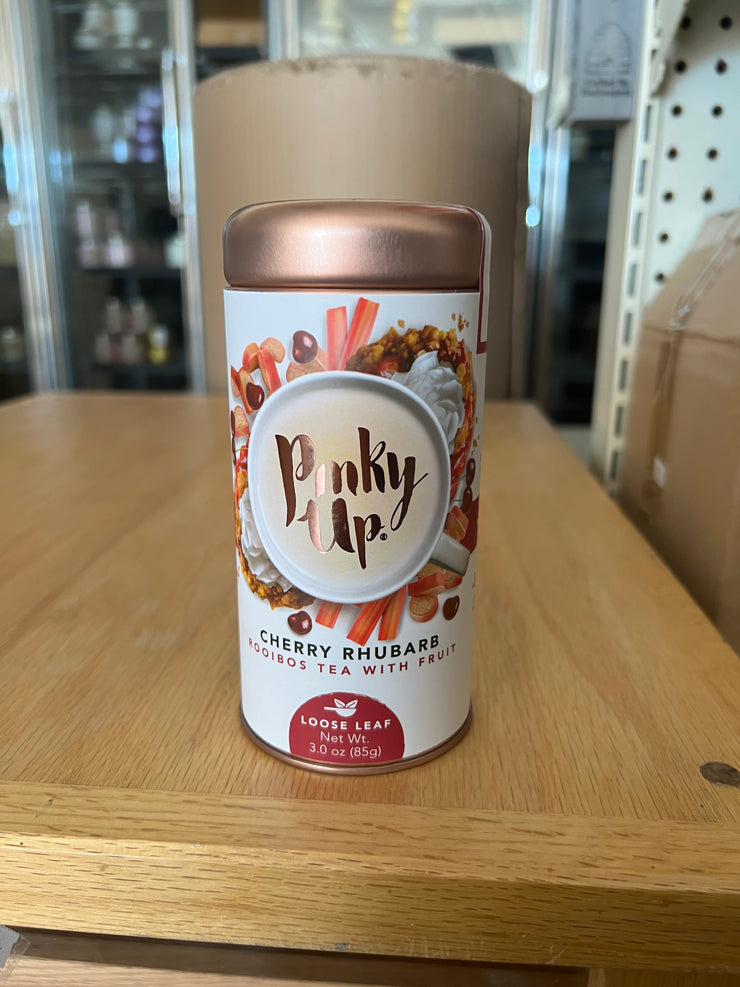 Pinky
Up®
CHERRY RHUBARB
ROOIBOS TEA WITH FRUIT
LOOSE LEAF
Net Wt.
3.0 oz (85g)